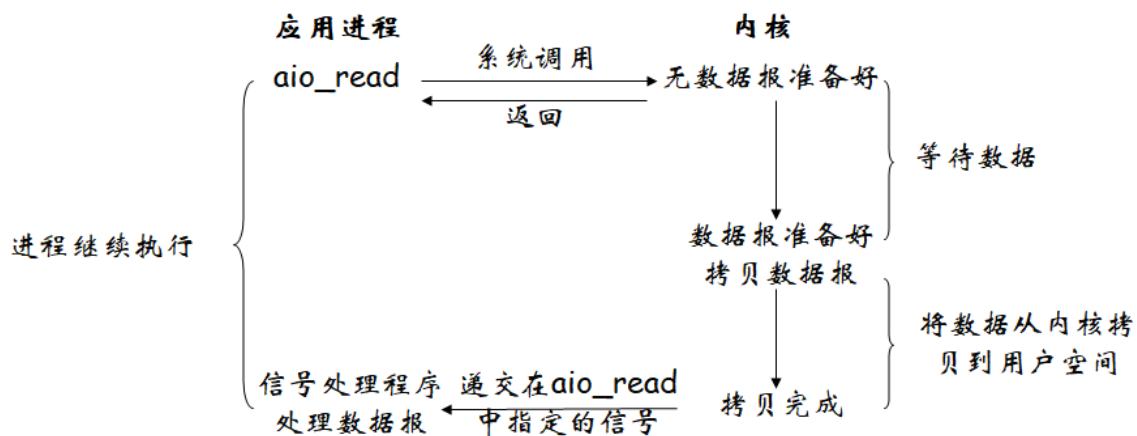 应用进程
内核
aio_read
系统调用
无数据报准备好
返回
等待数据
进程继续执行
数据报准备好
拷贝数据报
将数据从内核拷
贝到用户空间
信号处理程序
处理数据报
递交在aio_read
中指定的信号
拷贝完成